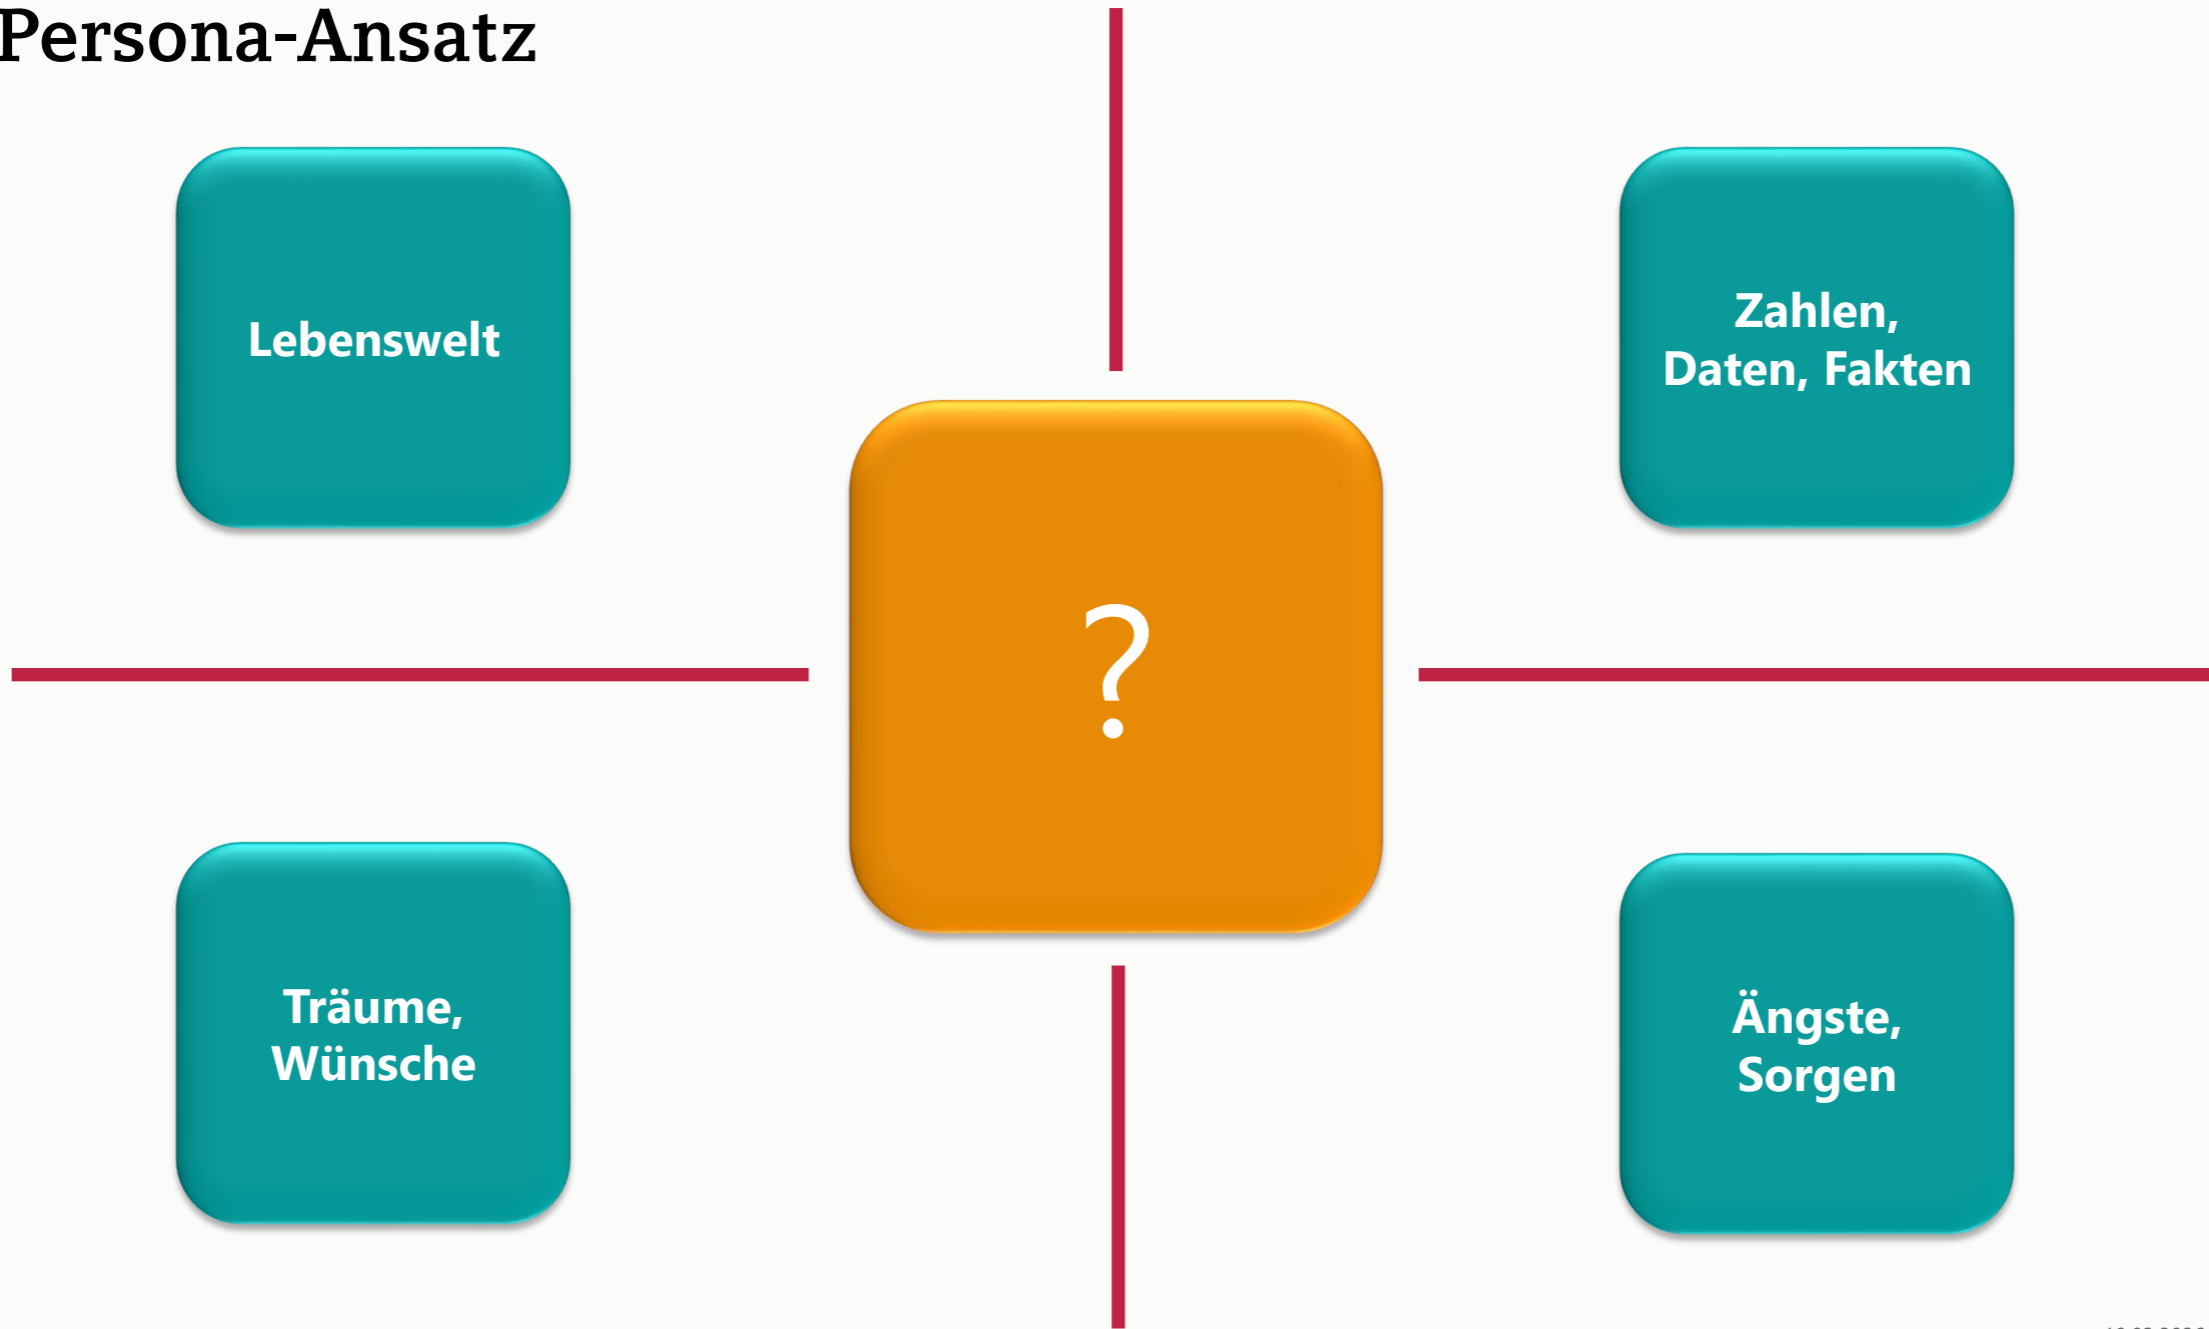 Persona-Ansatz
Lebenswelt
Zahlen,
Daten, Fakten
?
Träume,
Wünsche
Ängste,
Sorgen